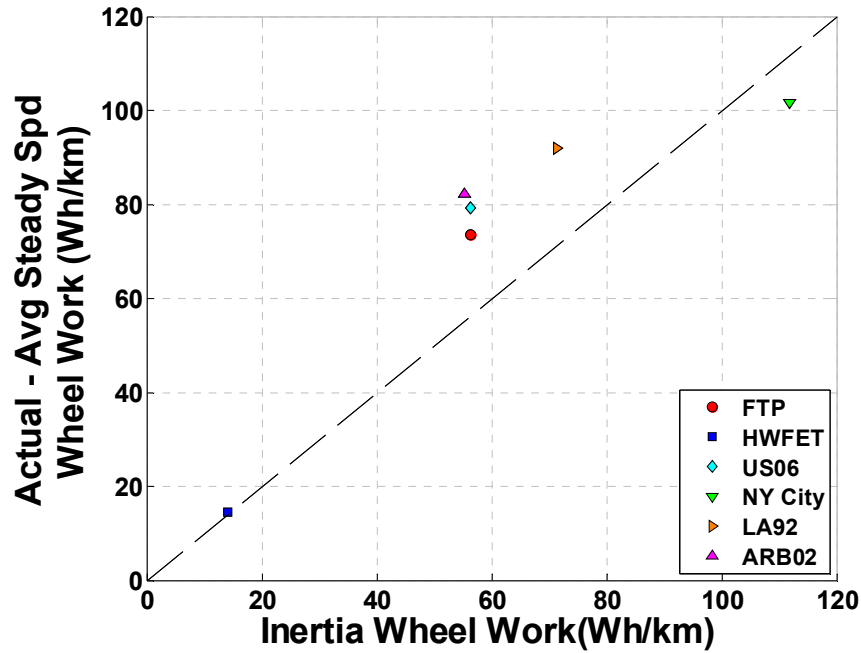 120
100
80
60
40
20
0
Actual - Avg Steady Spd
Wheel Work (Wh/km)
FTP
HWFET
US06
NY City
LA92
ARB02
0 20 40 60 80 100 120
Inertia Wheel Work(Wh/km)